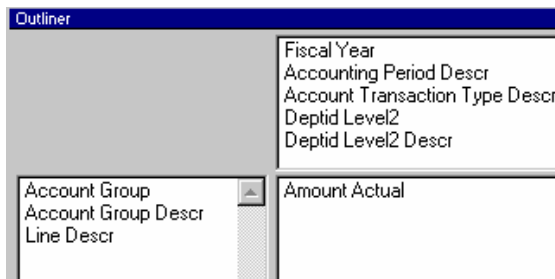 Outliner
Fiscal Year
Accounting Period Descr
Account Transaction Type Descr
Deptid Level2
Deptid Level2 Descr
Account Group
Account Group Descr
Line Descr
Amount Actual